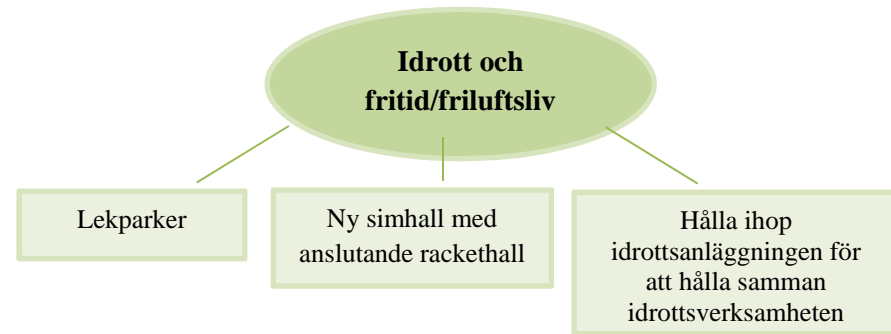 Idrott och
fritid/friluftsliv
Lekparker
Ny simhall med
anslutande rackethall
Hålla ihop
idrottsanläggningen för
att hålla samman
idrottsverksamheten